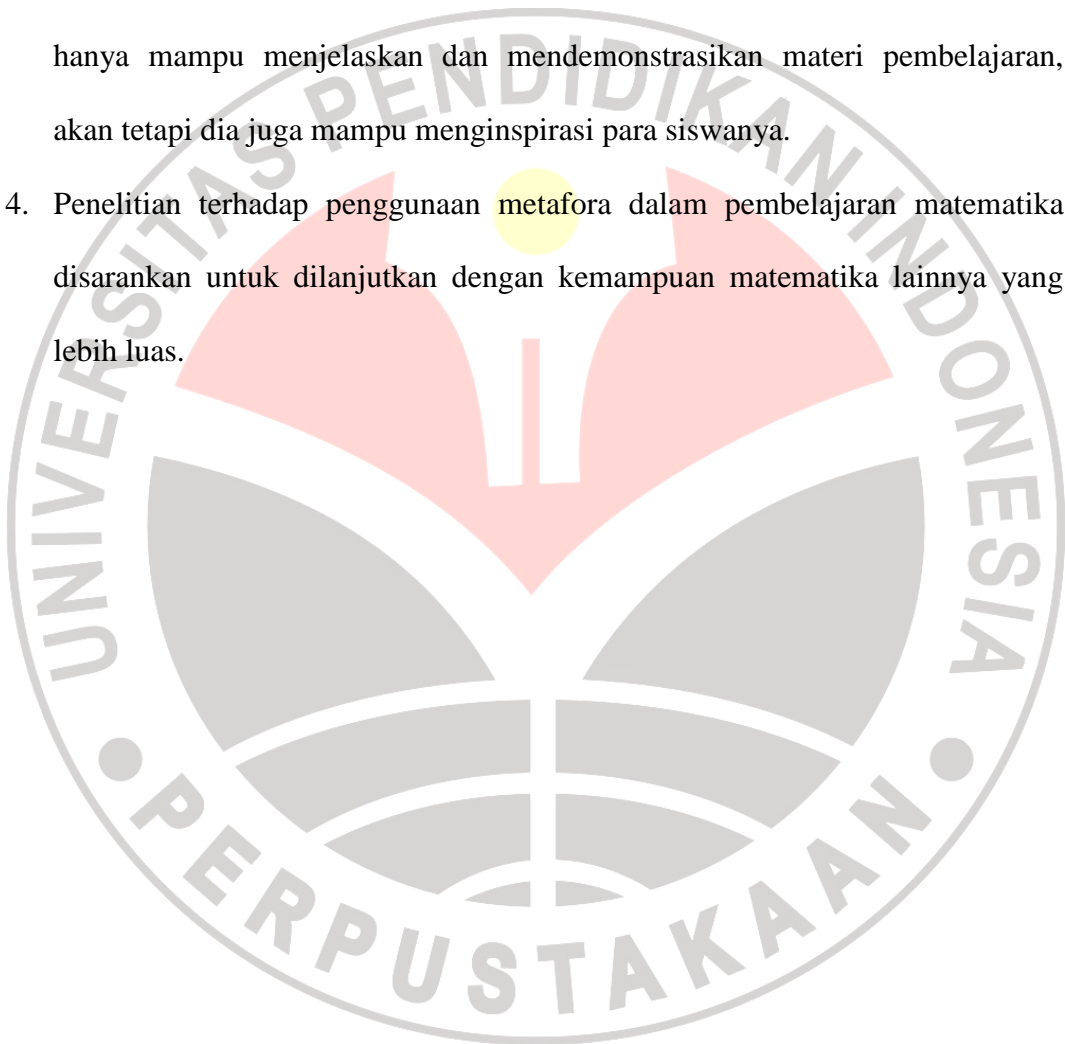 hanya mampu menjelaskan dan mendemonstrasikan materi pembelajaran,
akan tetapi dia juga mampu menginspirasi para siswanya.
4. Penelitian terhadap penggunaan metafora dalam pembelajaran matematika
disarankan untuk dilanjutkan dengan kemampuan matematika lainnya yang
lebih luas.
UNIVERSITAS PENDIDIKAN INDONESIA
PERPUSTAKAAN